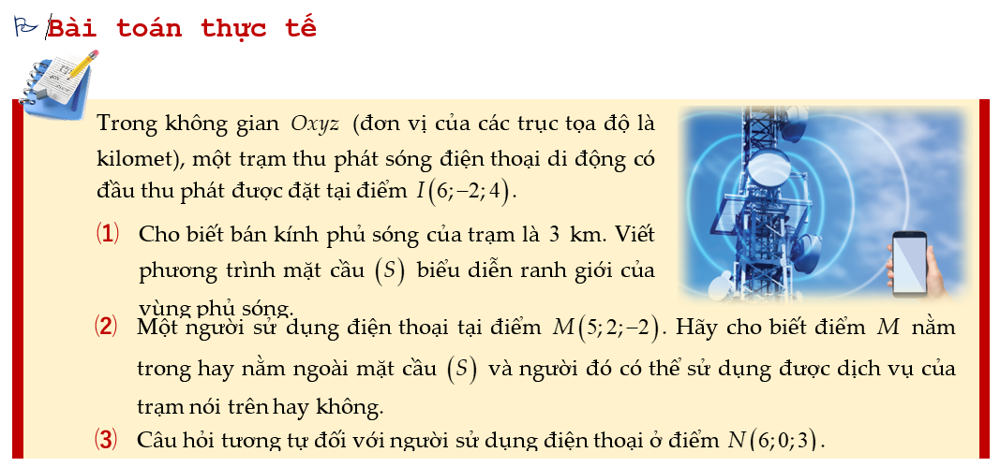 Bài toán thực tế
Trong không gian Oxyz (đơn vị của các trục tọa độ là
kilomet), một trạm thu phát sóng điện thoại di động có
đầu thu phát được đặt tại điểm I(6;−2;4).
(1) Cho biết bán kính phủ sóng của trạm là 3 km. Viết
phương trình mặt cầu (S) biểu diễn ranh giới của
vùng phủ sóng.
(2) Một người sử dụng điện thoại tại điểm M(5;2;−2). Hãy cho biết điểm M nằm
trong hay nằm ngoài mặt cầu (S) và người đó có thể sử dụng được dịch vụ của
trạm nói trên hay không.
(3) Câu hỏi tương tự đối với người sử dụng điện thoại ở điểm N(6;0;3).